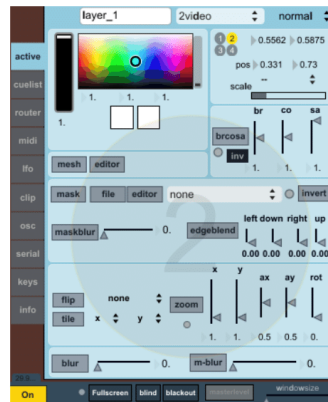 layer_1 2video normal
1 2 0.5562 0.5875
3 4
active
pos 0.331 0.73
--
scale
cuelist
1. 1. 1.
br co sa
router
1.
brcosa
midi
inv
1. 1. 1.
lfo
mesh editor
clip
mask file editor none invert
osc
left down right up
maskblur 0. edgeblend
serial
0.00 0.00 0.00 0.00
2
keys
x y ax ay rot
info
flip none zoom
tile x y
1. 1. 0.5 0.5 0.
blur 0. m-blur 0.
On Fullscreen blind blackout masterlevel windowsize